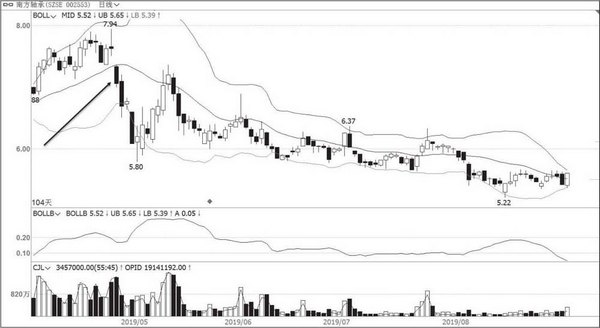 南方轴承(SZSE 002553) 日线
BOLL MID 5.52↓ UB 5.65↓ LB 5.39↑
8.00
7.94
88
6.37
6.00
5.80
5.22
104天
BOLLB BOLLB 5.52↓ UB 5.65↓ LB 5.39↑ A 0.05↓
0.20
0.10
CJL 3457000.00(55:45)↑ OPID 19141192.00↑
820万
2019/05 2019/06 2019/07 2019/08